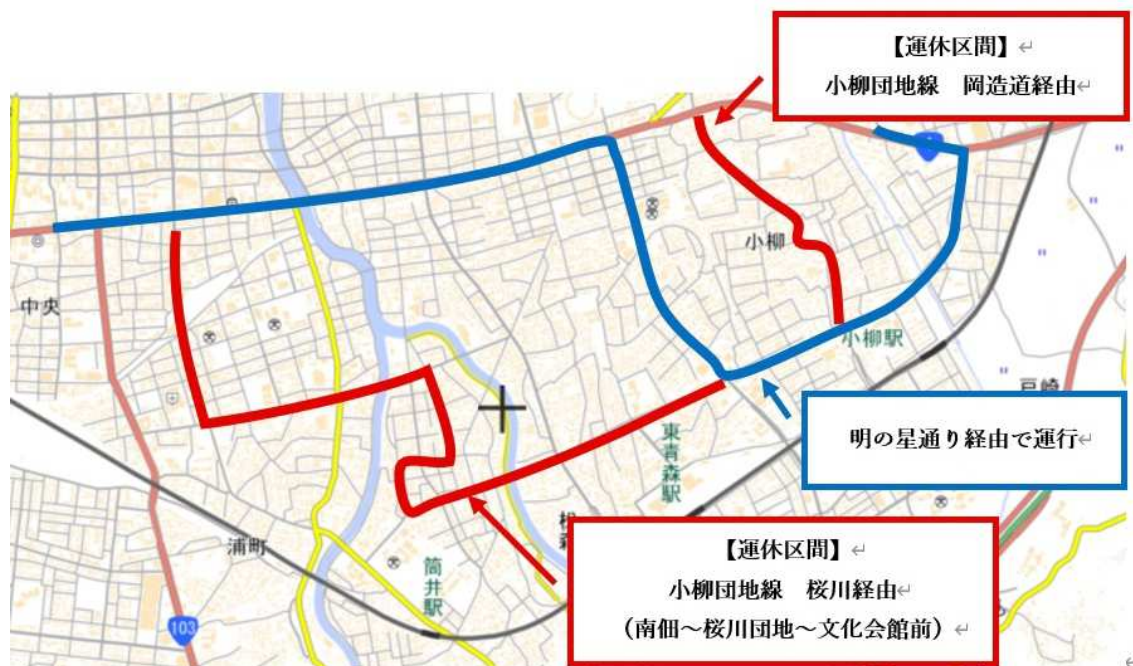 【運休区間】
小柳団地線　岡造道経由
小柳
中央
小柳駅
戸崎
明の星通り経由で運行
東青森駅
【運休区間】
小柳団地線　桜川経由
（南佃～桜川団地～文化会館前）
浦町
筒井駅
103